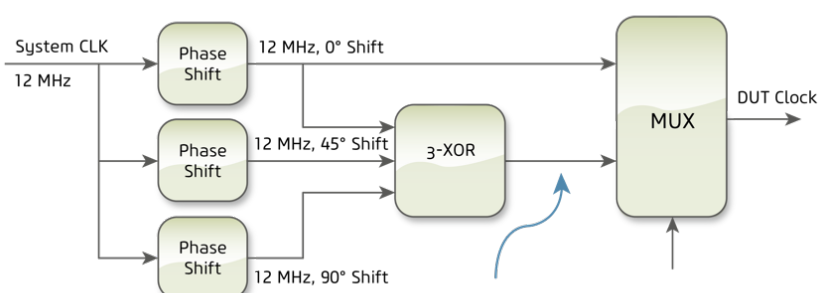 System CLK
12 MHz
Phase
Shift
12 MHz, 0° Shift
Phase
Shift
12 MHz, 45° Shift
Phase
Shift
12 MHz, 90° Shift
3-XOR
MUX
DUT Clock